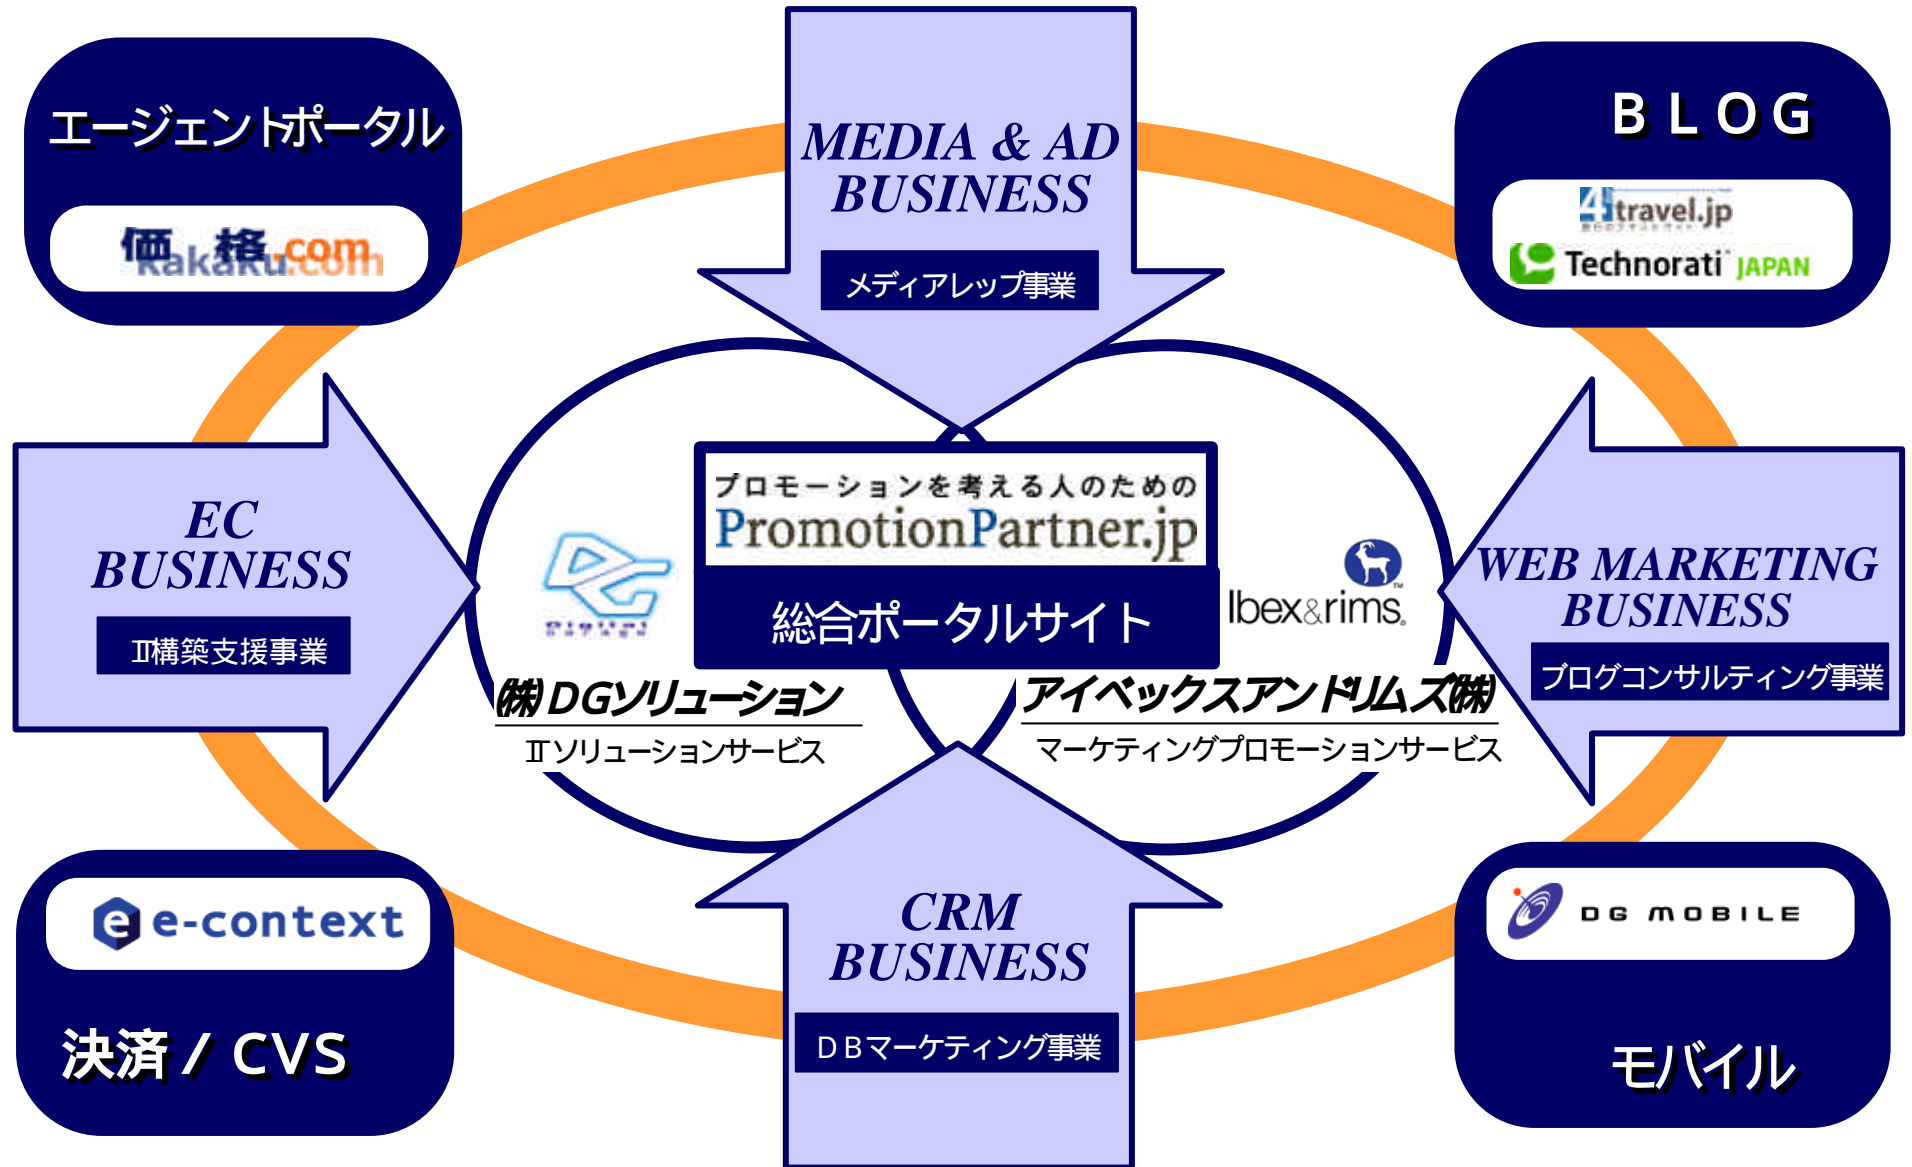 エージェントポータル
価格.com
kakaku.com
MEDIA & AD
BUSINESS
メディアレップ事業
BLOG
4travel.jp
Technorati JAPAN
EC
BUSINESS
IT構築支援事業
プロモーションを考える人のための
PromotionPartner.jp
総合ポータルサイト
Digital
Garage
Ibex&rims
WEB MARKETING
BUSINESS
ブログコンサルティング事業
(株)DGソリューション
ITソリューションサービス
アイベックスアンドリムズ(株)
マーケティングプロモーションサービス
e-context
決済/CVS
CRM
BUSINESS
DBマーケティング事業
DG MOBILE
モバイル